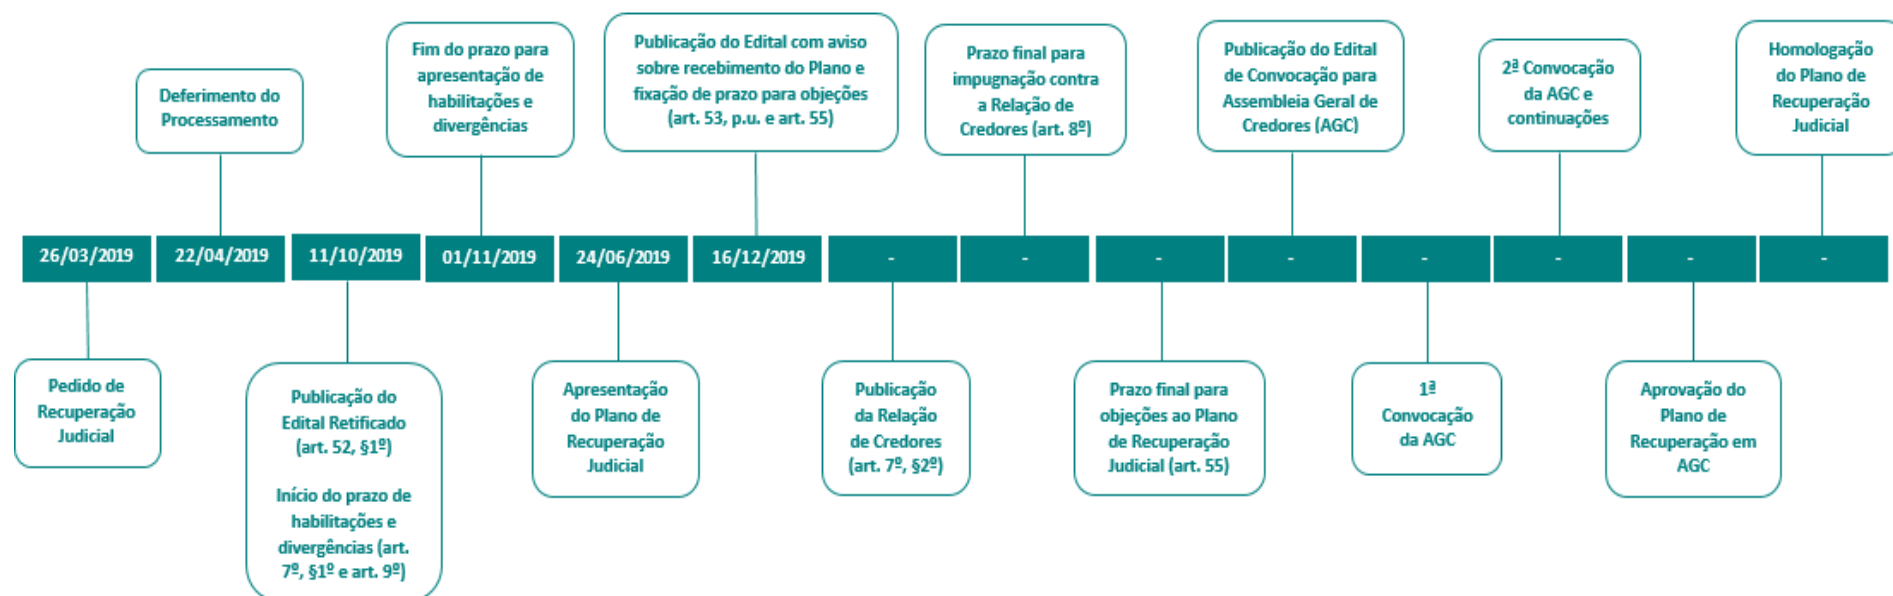 Deferimento do
Processamento
Fim do prazo para
apresentação de
habilitações e
divergências
Publicação do Edital com aviso
sobre recebimento do Plano e
fixação de prazo para objeções
(art. 53, p.u. e art. 55)
Prazo final para
impugnação contra
a Relação de
Credores (art. 8º)
Publicação do Edital
de Convocação para
Assembleia Geral de
Credores (AGC)
2ª Convocação
da AGC e
continuações
Homologação
do Plano de
Recuperação
Judicial
26/03/2019
22/04/2019
11/10/2019
01/11/2019
24/06/2019
16/12/2019
-
-
-
-
-
-
-
-
Pedido de
Recuperação
Judicial
Publicação do
Edital Retificado
(art. 52, §1º)
Início do prazo de
habilitações e
divergências (art.
7º, §1º e art. 9º)
Apresentação
do Plano de
Recuperação
Judicial
Publicação
da Relação
de Credores
(art. 7º, §2º)
Prazo final para
objeções ao Plano
de Recuperação
Judicial (art. 55)
1ª
Convocação
da AGC
Aprovação do
Plano de
Recuperação em
AGC